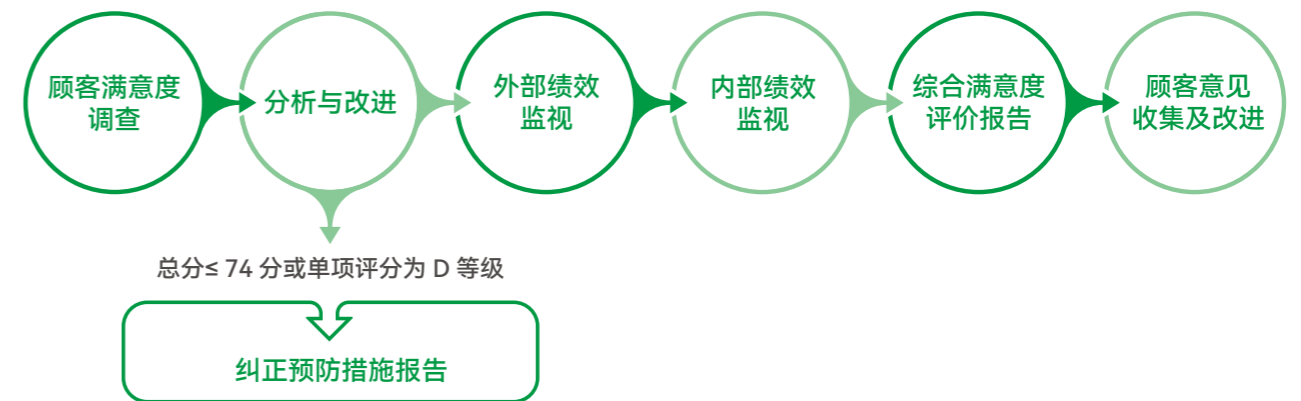 顾客满意度
调查
分析与改进
外部绩效
监视
内部绩效
监视
综合满意度
评价报告
顾客意见
收集及改进
总分≤ 74 分或单项评分为 D 等级
纠正预防措施报告